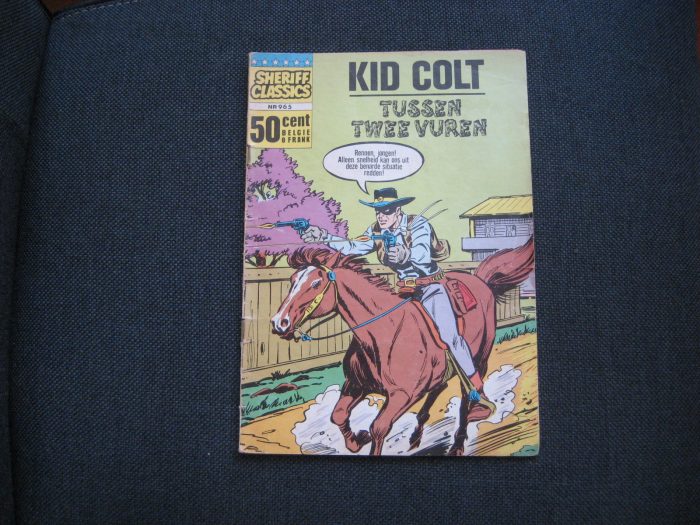 SHERIFF
CLASSICS
NR 965
50 cent
BELGIE
8 FRANK
KID COLT
TUSSEN
TWEE VUREN
Rennen, jongen!
Alleen snelheid kan ons uit
deze benarde situatie
redden!